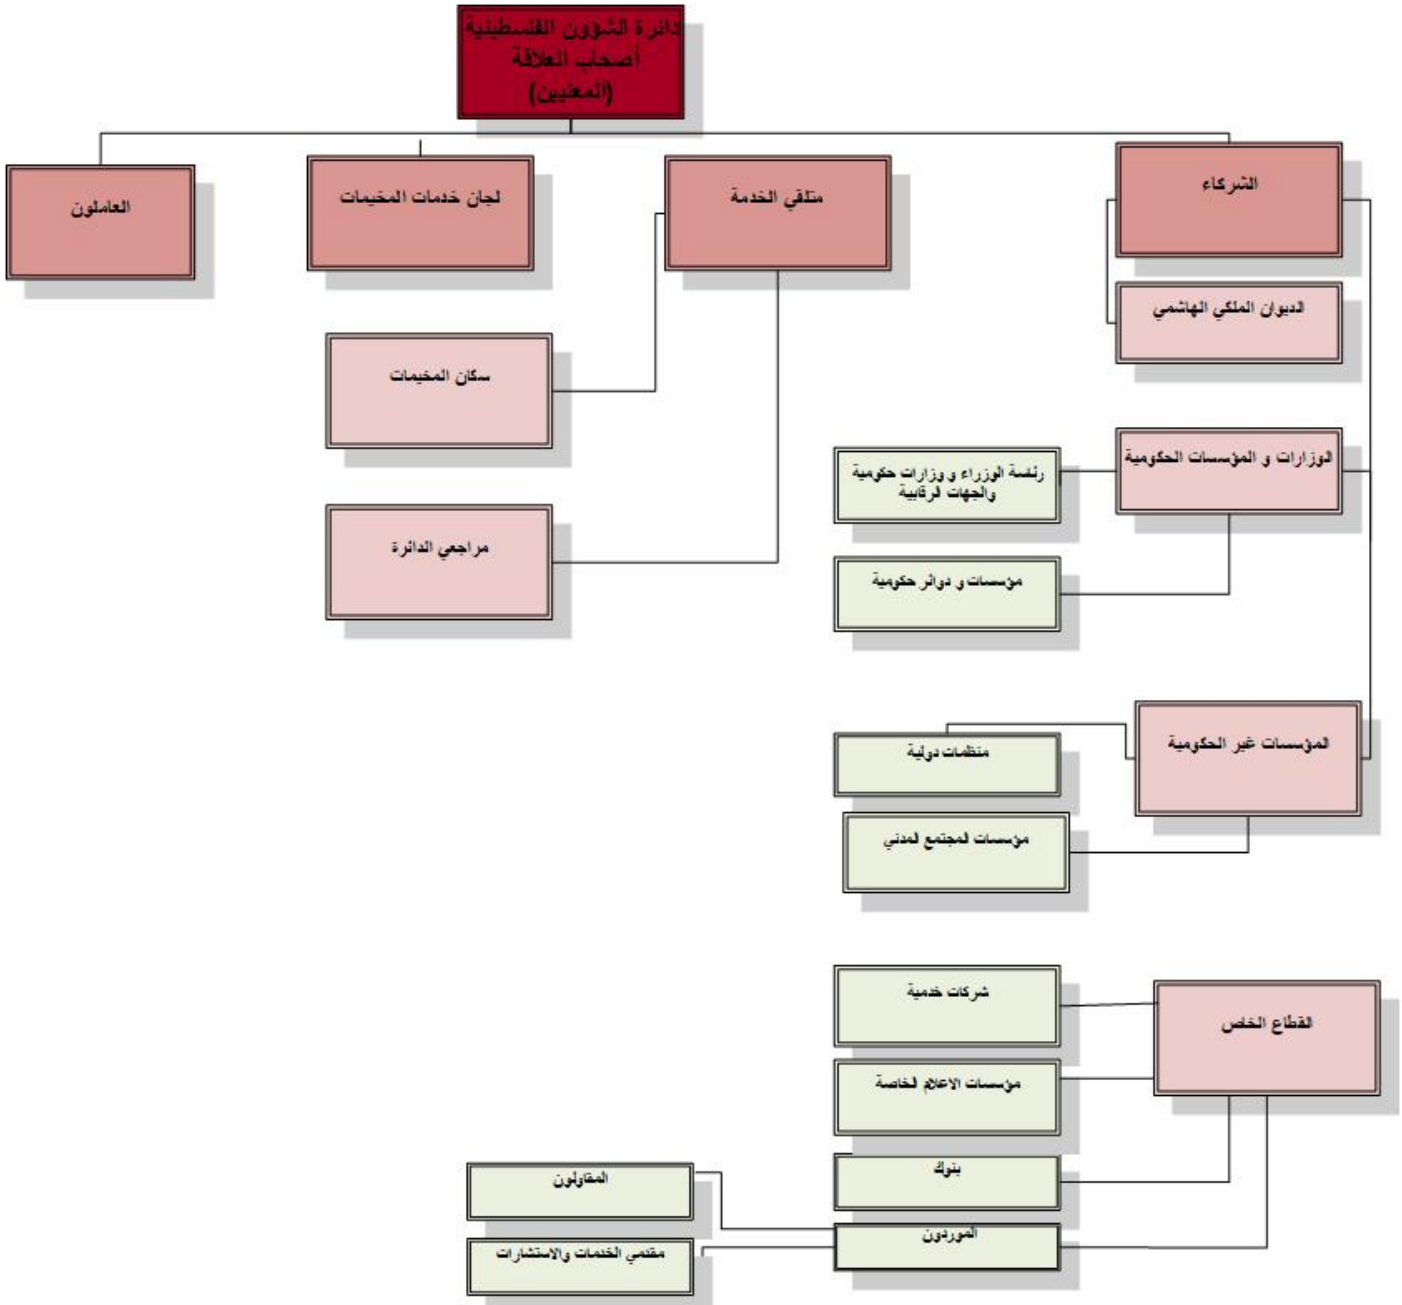 دائرة الشؤون الفلسطينية
أصحاب العلاقة
(المعنيين)
الشركاء
متلقي الخدمة
لجان خدمات المخيمات
العاملون
الديوان الملكي الهاشمي
سكان المخيمات
الوزارات و المؤسسات الحكومية
رئاسة الوزراء و وزارات حكومية
والجهات الرقابية
مراجعي الدائرة
مؤسسات و دوائر حكومية
المؤسسات غير الحكومية
منظمات دولية
مؤسسات المجتمع المدني
القطاع الخاص
شركات خدمية
مؤسسات الاعلام الخاصة
بنوك
المقاولون
الموردون
مقدمي الخدمات والاستشارات